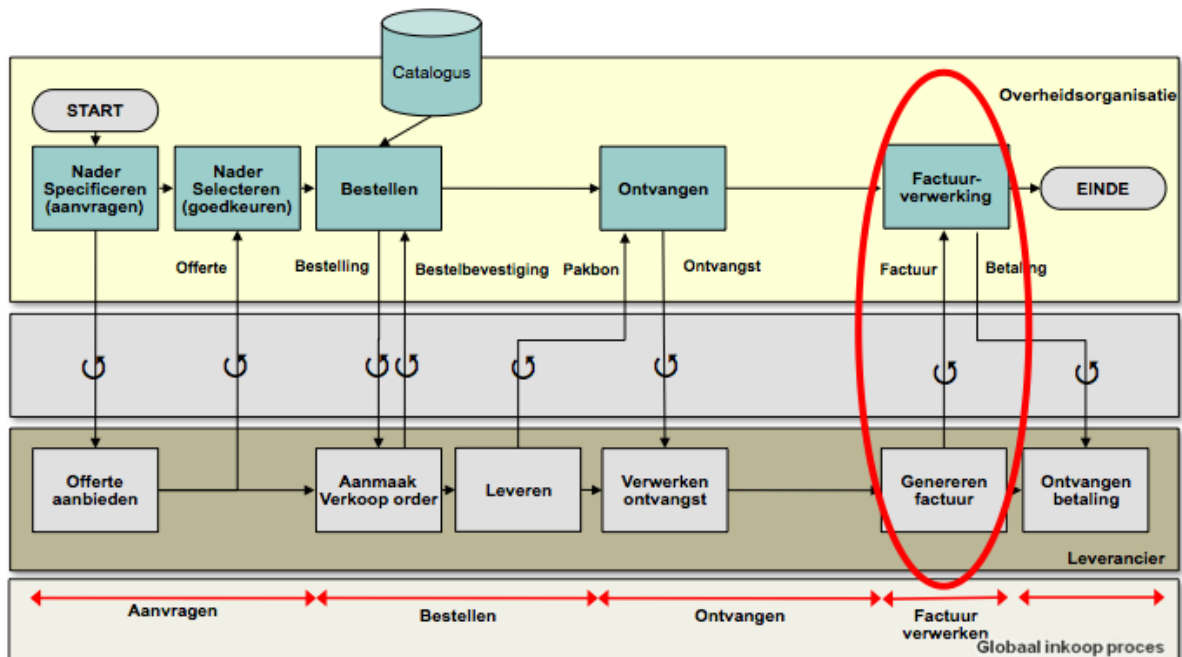 Catalogus
Overheidsorganisatie
START
Nader
Specificeren
(aanvragen)
Nader
Selecteren
(goedkeuren)
Bestellen
Ontvangen
Factuur-
verwerking
EINDE
Offerte
Bestelling
Bestelbevestiging
Pakbon
Ontvangst
Factuur
Betaling
Offerte
aanbieden
Aanmaak
Verkoop order
Leveren
Verwerken
ontvangst
Genereren
factuur
Ontvangen
betaling
Leverancier
Aanvragen
Bestellen
Ontvangen
Factuur
verwerken
Globaal inkoop proces